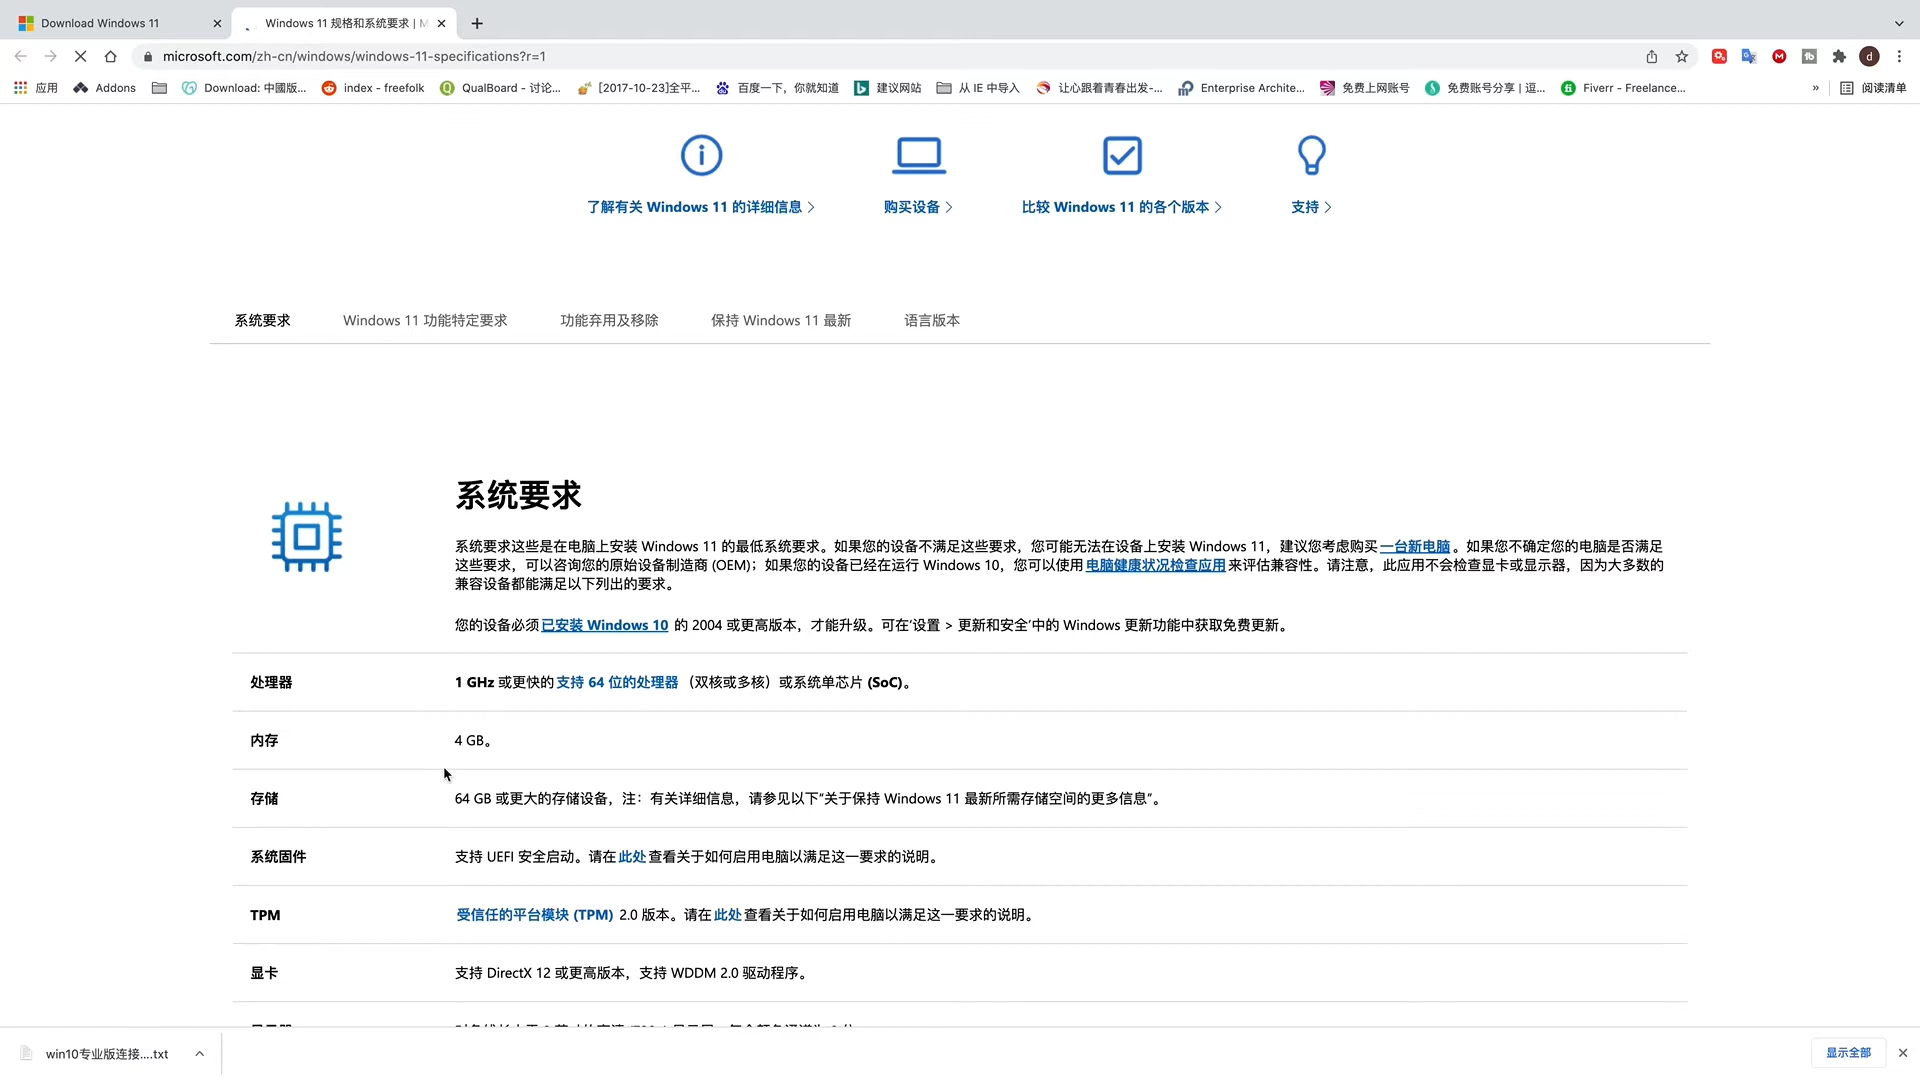 Download Windows 11
Windows 11 规格和系统要求 | M
microsoft.com/zh-cn/windows/windows-11-specifications?r=1
应用
Addons
Download: 中國版...
index - freefolk
QualBoard - 讨论...
[2017-10-23]全平...
百度一下，你就知道
建议网站
从 IE 中导入
让心跟着青春出发-...
Enterprise Archite...
免费上网账号
免费账号分享 | 逗...
Fiverr - Freelance...
»
阅读清单
了解有关 Windows 11 的详细信息
购买设备
比较 Windows 11 的各个版本
支持
系统要求
Windows 11 功能特定要求
功能弃用及移除
保持 Windows 11 最新
语言版本
系统要求
系统要求这些是在电脑上安装 Windows 11 的最低系统要求。如果您的设备不满足这些要求，您可能无法在设备上安装 Windows 11，建议您考虑购买一台新电脑。如果您不确定您的电脑是否满足
这些要求，可以咨询您的原始设备制造商 (OEM)；如果您的设备已经在运行 Windows 10，您可以使用电脑健康状况检查应用来评估兼容性。请注意，此应用不会检查显卡或显示器，因为大多数的
兼容设备都能满足以下列出的要求。
您的设备必须已安装 Windows 10 的 2004 或更高版本，才能升级。可在'设置 > 更新和安全'中的 Windows 更新功能中获取免费更新。
处理器
1 GHz 或更快的支持 64 位的处理器（双核或多核）或系统单芯片 (SoC)。
内存
4 GB。
存储
64 GB 或更大的存储设备，注：有关详细信息，请参见以下“关于保持 Windows 11 最新所需存储空间的更多信息”。
系统固件
支持 UEFI 安全启动。请在此处查看关于如何启用电脑以满足这一要求的说明。
TPM
受信任的平台模块 (TPM) 2.0 版本。请在此处查看关于如何启用电脑以满足这一要求的说明。
显卡
支持 DirectX 12 或更高版本，支持 WDDM 2.0 驱动程序。
win10专业版连接....txt
显示全部